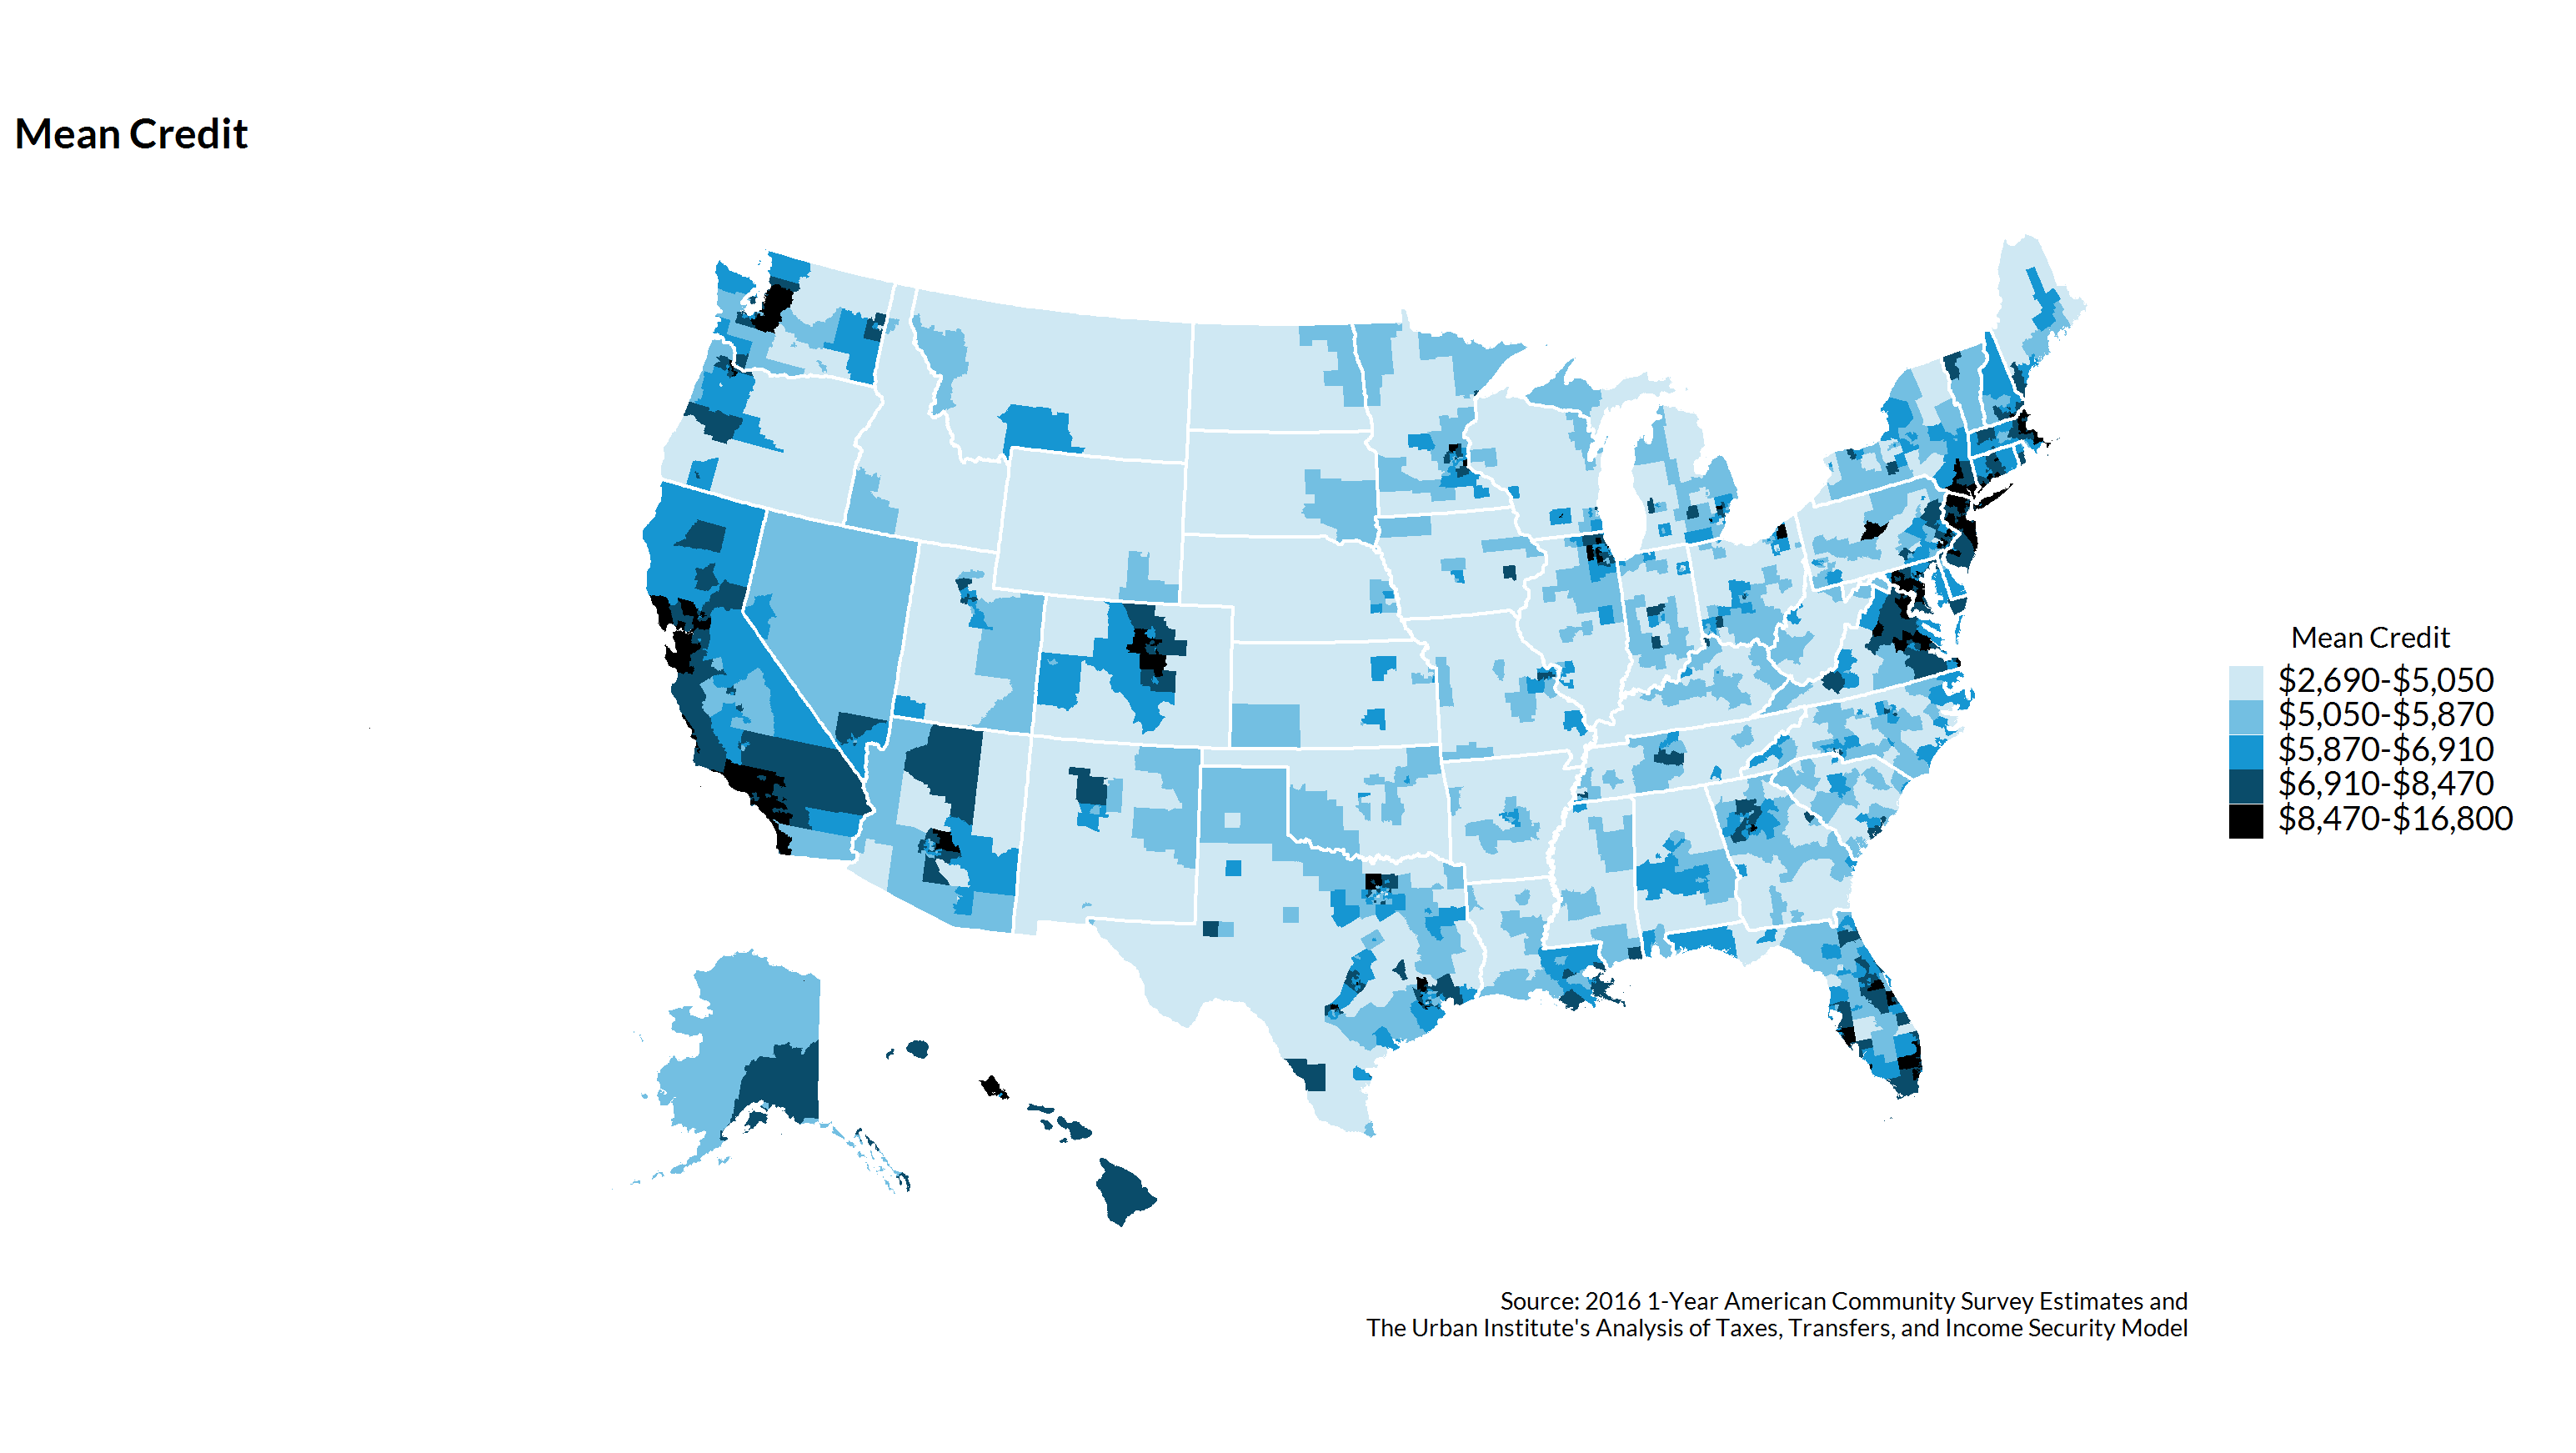 Mean Credit
Mean Credit
$2,690-$5,050
$5,050-$5,870
$5,870-$6,910
$6,910-$8,470
$8,470-$16,800
Source: 2016 1-Year American Community Survey Estimates and
The Urban Institute's Analysis of Taxes, Transfers, and Income Security Model